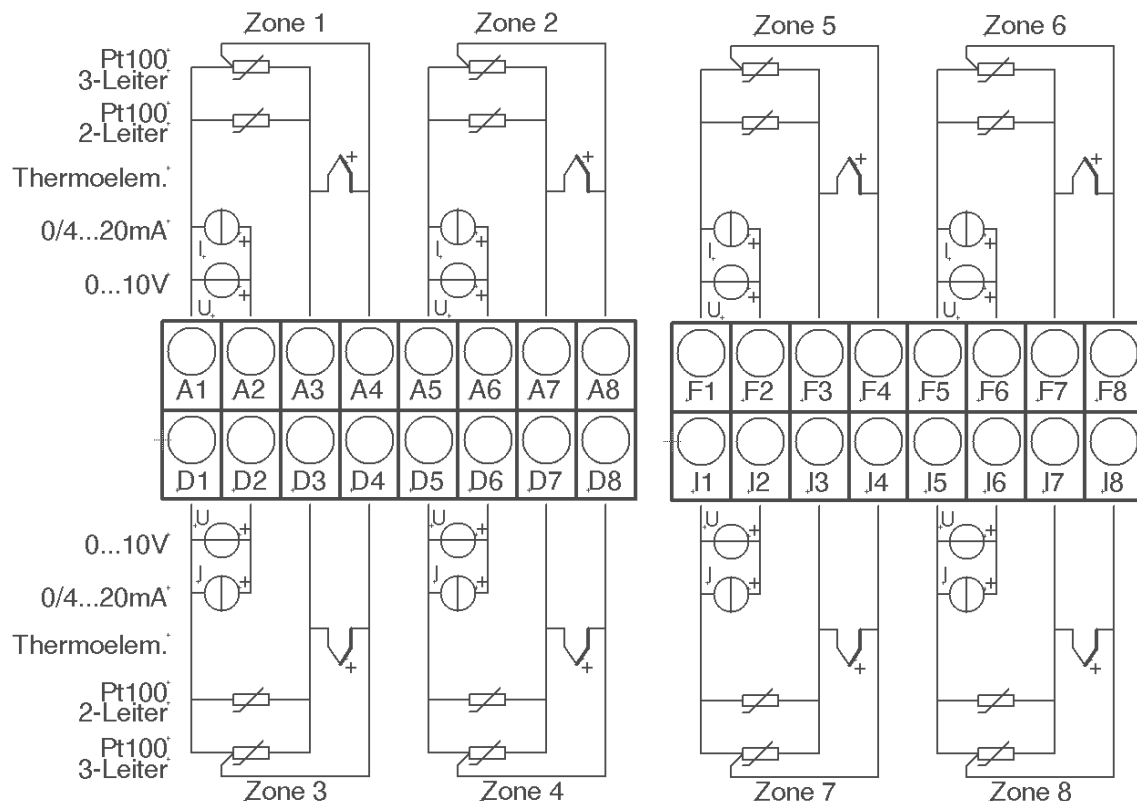 Zone 1 Zone 2 Zone 5 Zone 6
Pt100
3-Leiter
Pt100
2-Leiter
Thermoelem.
0/4...20mA
0...10V
I I I I
U U U U
+ + + +
+ + + +
+ + + +
A1 A2 A3 A4 A5 A6 A7 A8 F1 F2 F3 F4 F5 F6 F7 F8
D1 D2 D3 D4 D5 D6 D7 D8 I1 I2 I3 I4 I5 I6 I7 I8
U U U U
J J J J
+ + + +
+ + + +
+ + + +
0...10V
0/4...20mA
Thermoelem.
Pt100
2-Leiter
Pt100
3-Leiter
Zone 3 Zone 4 Zone 7 Zone 8